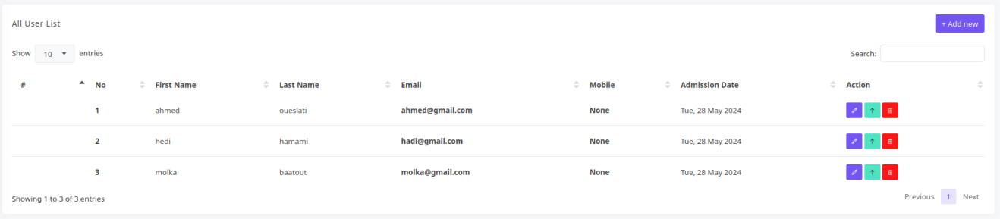 All User List
+ Add new
Show 10 entries
Search:
# No First Name Last Name Email Mobile Admission Date Action
1 ahmed oueslati ahmed@gmail.com None Tue, 28 May 2024
2 hedi hamami hadi@gmail.com None Tue, 28 May 2024
3 molka baatout molka@gmail.com None Tue, 28 May 2024
Showing 1 to 3 of 3 entries
Previous 1 Next